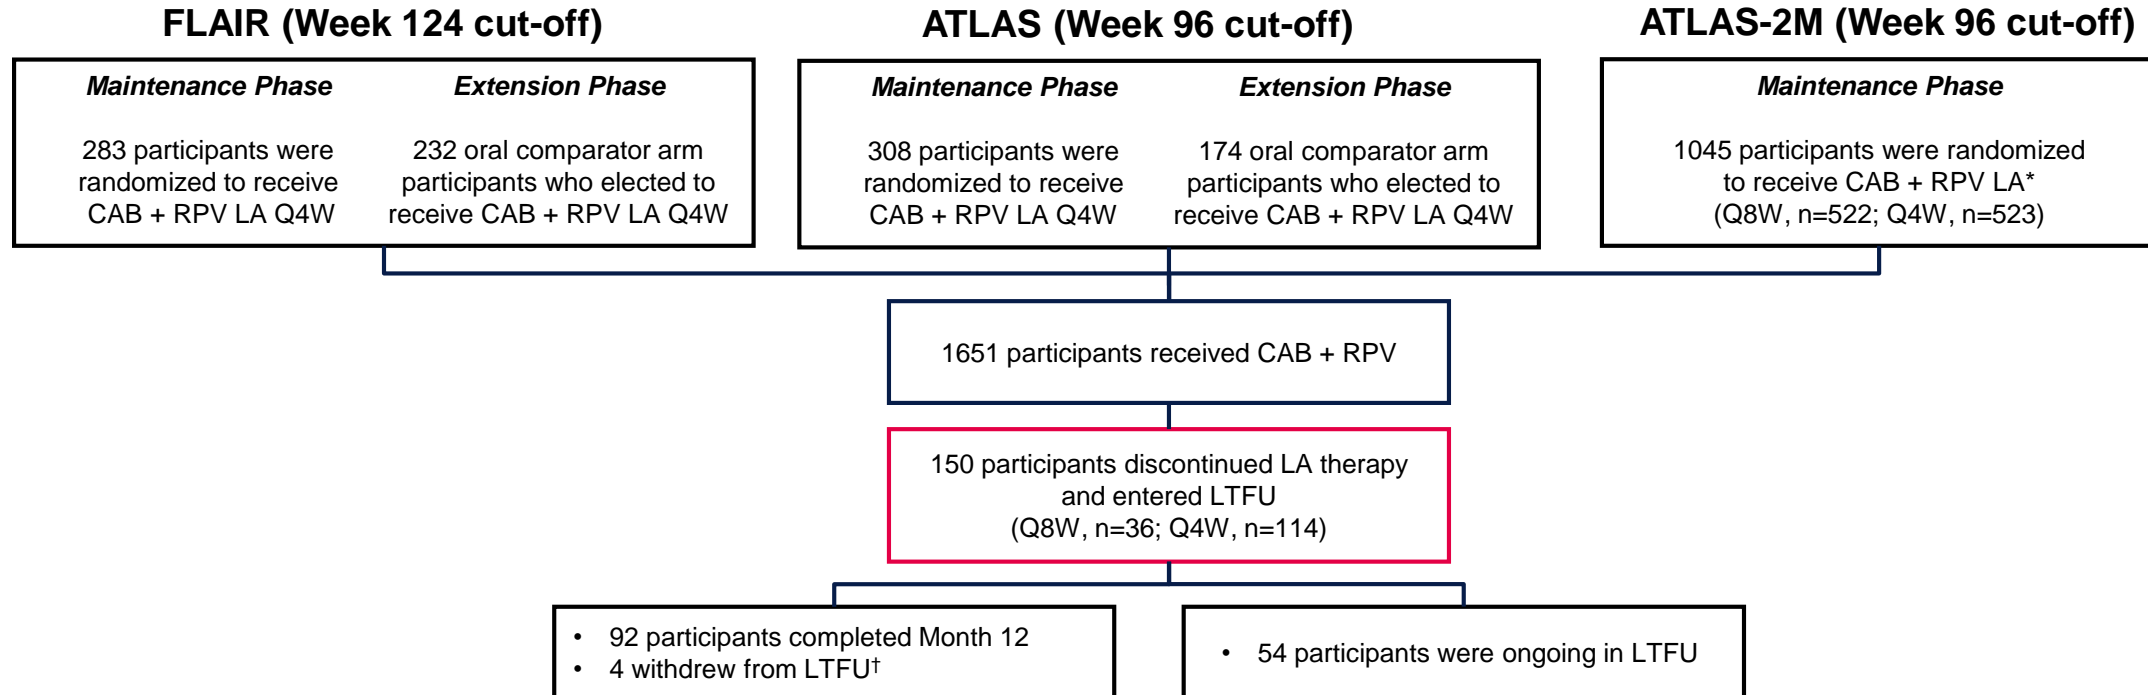 FLAIR (Week 124 cut-off)
Maintenance Phase
283 participants were
randomized to receive
CAB + RPV LA Q4W
Extension Phase
232 oral comparator arm
participants who elected to
receive CAB + RPV LA Q4W
ATLAS (Week 96 cut-off)
Maintenance Phase
308 participants were
randomized to receive
CAB + RPV LA Q4W
Extension Phase
174 oral comparator arm
participants who elected to
receive CAB + RPV LA Q4W
ATLAS-2M (Week 96 cut-off)
Maintenance Phase
1045 participants were randomized
to receive CAB + RPV LA*
(Q8W, n=522; Q4W, n=523)
1651 participants received CAB + RPV
150 participants discontinued LA therapy
and entered LTFU
(Q8W, n=36; Q4W, n=114)
• 92 participants completed Month 12
• 4 withdrew from LTFU†
• 54 participants were ongoing in LTFU